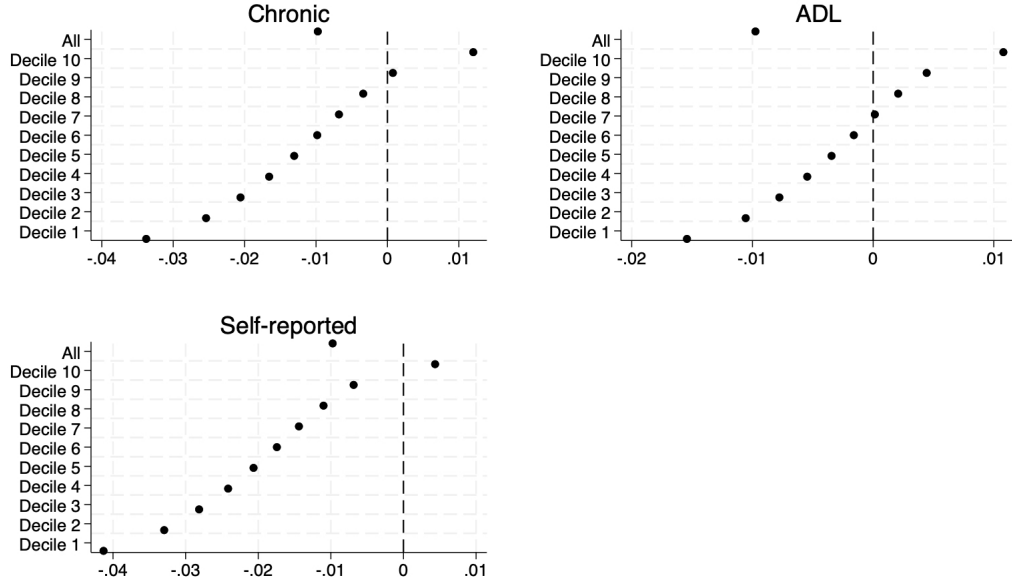 Chronic
All
Decile 10
Decile 9
Decile 8
Decile 7
Decile 6
Decile 5
Decile 4
Decile 3
Decile 2
Decile 1
-.04 -.03 -.02 -.01 0 .01
ADL
All
Decile 10
Decile 9
Decile 8
Decile 7
Decile 6
Decile 5
Decile 4
Decile 3
Decile 2
Decile 1
-.02 -.01 0 .01
Self-reported
All
Decile 10
Decile 9
Decile 8
Decile 7
Decile 6
Decile 5
Decile 4
Decile 3
Decile 2
Decile 1
-.04 -.03 -.02 -.01 0 .01